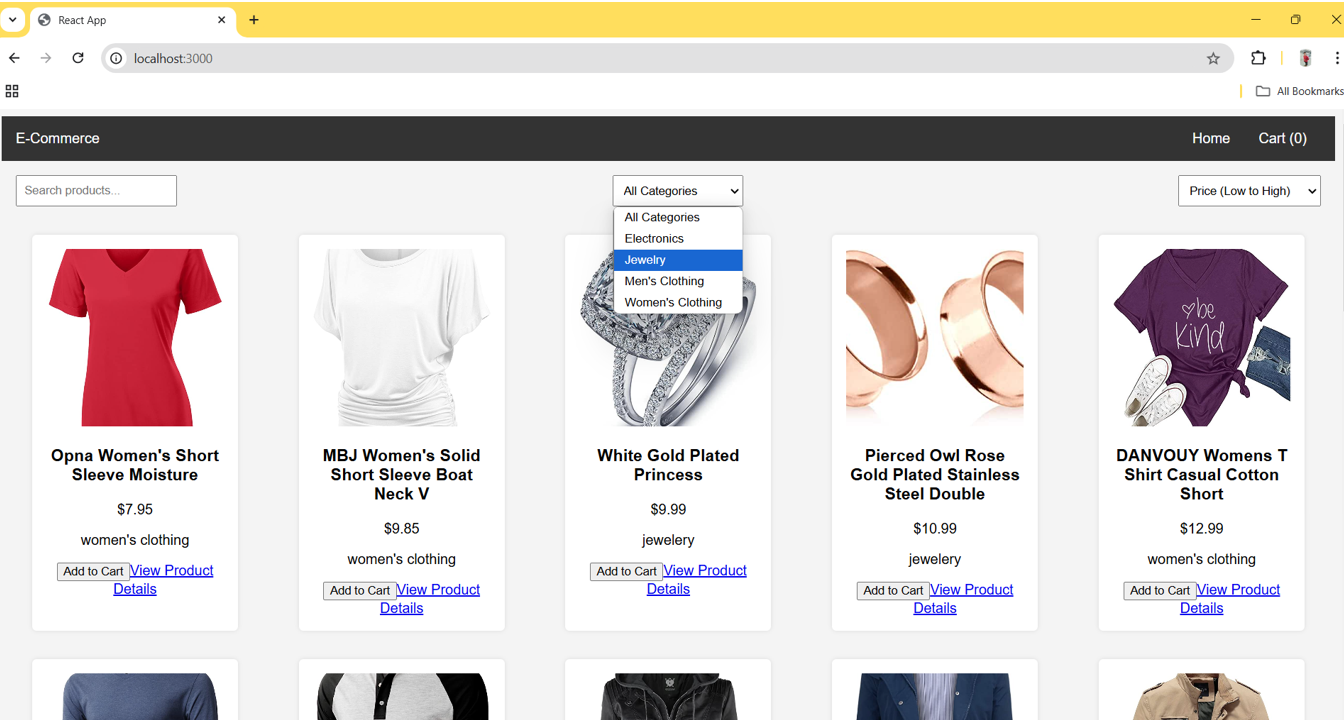 React App
localhost:3000
All Bookmarks
E-Commerce
Home
Cart (0)
Search products...
All Categories
Price (Low to High)
All Categories
Electronics
Jewelry
Men's Clothing
Women's Clothing
be
kind
Opna Women's Short
Sleeve Moisture
$7.95
women's clothing
Add to Cart View Product
Details
MBJ Women's Solid
Short Sleeve Boat
Neck V
$9.85
women's clothing
Add to Cart View Product
Details
White Gold Plated
Princess
$9.99
jewelery
Add to Cart View Product
Details
Pierced Owl Rose
Gold Plated Stainless
Steel Double
$10.99
jewelery
Add to Cart View Product
Details
DANVOUY Womens T
Shirt Casual Cotton
Short
$12.99
women's clothing
Add to Cart View Product
Details